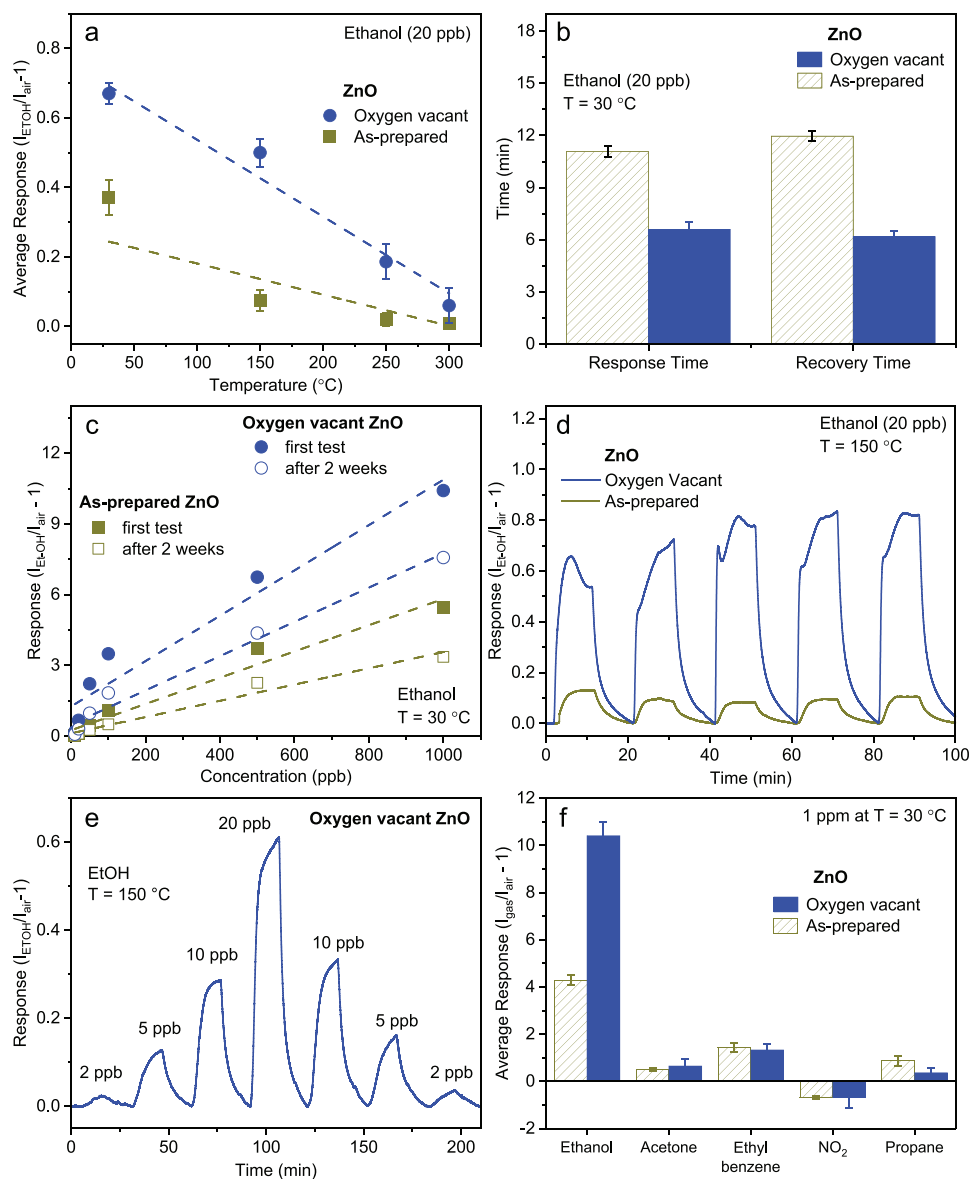 a
Ethanol (20 ppb)
ZnO
Oxygen vacant
As-prepared
0.8
0.6
0.4
0.2
0.0
Average Response (I_ETOH/I_air-1)
0 50 100 150 200 250 300
Temperature (°C)
b
ZnO
Oxygen vacant
As-prepared
Ethanol (20 ppb)
T = 30 °C
18
15
12
9
6
3
0
Time (min)
Response Time Recovery Time
c
Oxygen vacant ZnO
first test
after 2 weeks
As-prepared ZnO
first test
after 2 weeks
12
9
6
3
0
Response (I_Et-OH/I_air - 1)
Ethanol
T = 30 °C
0 200 400 600 800 1000
Concentration (ppb)
d
Ethanol (20 ppb)
T = 150 °C
ZnO
Oxygen Vacant
As-prepared
1.2
1.0
0.8
0.6
0.4
0.2
0.0
Response (I_Et-OH/I_air - 1)
0 20 40 60 80 100
Time (min)
e
Oxygen vacant ZnO
EtOH
T = 150 °C
20 ppb
10 ppb
10 ppb
5 ppb
5 ppb
2 ppb
2 ppb
0.6
0.4
0.2
0.0
Response (I_ETOH/I_air-1)
0 50 100 150 200
Time (min)
f
1 ppm at T = 30 °C
ZnO
Oxygen vacant
As-prepared
12
10
8
6
4
2
0
-2
Average Response (I_gas/I_air - 1)
Ethanol Acetone Ethyl NO₂ Propane
benzene